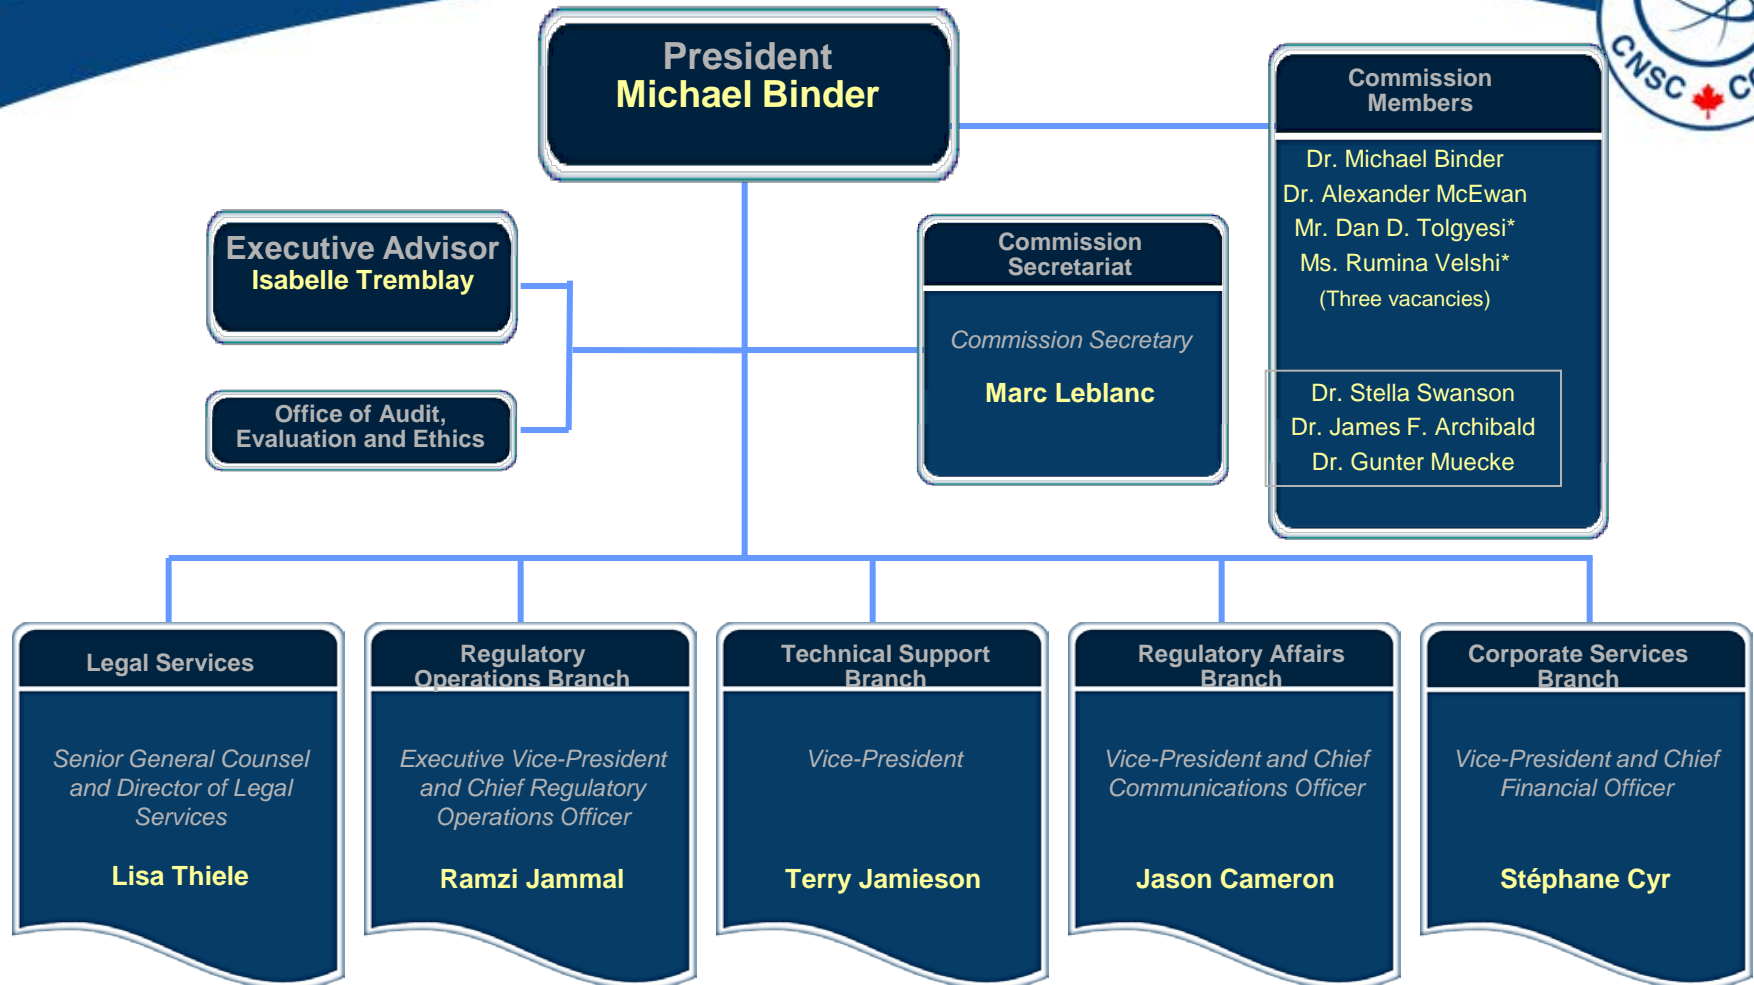 President
Michael Binder
CNSC
Commission
Members
Dr. Michael Binder
Dr. Alexander McEwan
Mr. Dan D. Tolgyesi*
Ms. Rumina Velshi*
(Three vacancies)
Dr. Stella Swanson
Dr. James F. Archibald
Dr. Gunter Muecke
Executive Advisor
Isabelle Tremblay
Office of Audit,
Evaluation and Ethics
Commission
Secretariat
Commission Secretary
Marc Leblanc
Legal Services
Senior General Counsel
and Director of Legal
Services
Lisa Thiele
Regulatory
Operations Branch
Executive Vice-President
and Chief Regulatory
Operations Officer
Ramzi Jammal
Technical Support
Branch
Vice-President
Terry Jamieson
Regulatory Affairs
Branch
Vice-President and Chief
Communications Officer
Jason Cameron
Corporate Services
Branch
Vice-President and Chief
Financial Officer
Stéphane Cyr